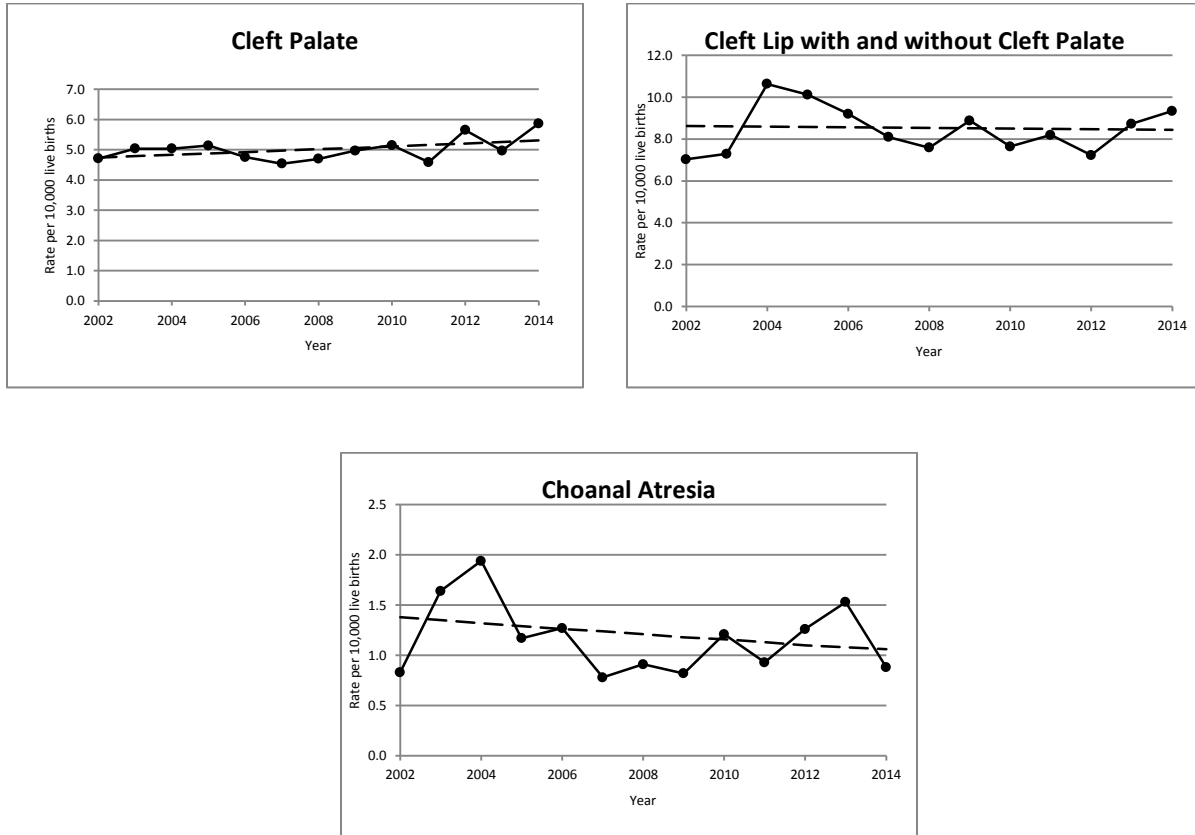 Cleft Palate
7.0
6.0
5.0
4.0
3.0
2.0
1.0
0.0
Rate per 10,000 live births
2002 2004 2006 2008 2010 2012 2014
Year
Cleft Lip with and without Cleft Palate
12.0
10.0
8.0
6.0
4.0
2.0
0.0
Rate per 10,000 live births
2002 2004 2006 2008 2010 2012 2014
Year
Choanal Atresia
2.5
2.0
1.5
1.0
0.5
0.0
Rate per 10,000 live births
2002 2004 2006 2008 2010 2012 2014
Year